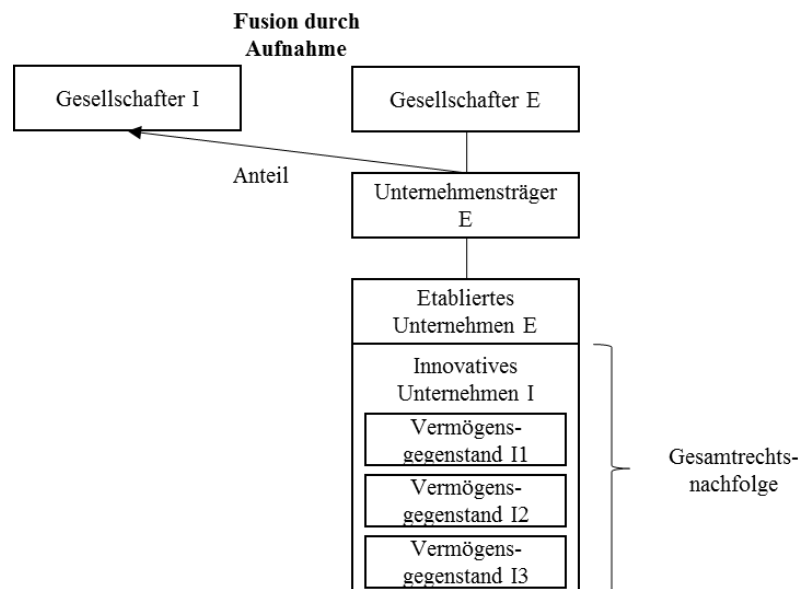 Fusion durch
Aufnahme
Gesellschafter I
Gesellschafter E
Anteil
Unternehmensträger
E
Etabliertes
Unternehmen E
Innovatives
Unternehmen I
Vermögens-
gegenstand I1
Vermögens-
gegenstand I2
Vermögens-
gegenstand I3
Gesamtrechts-
nachfolge